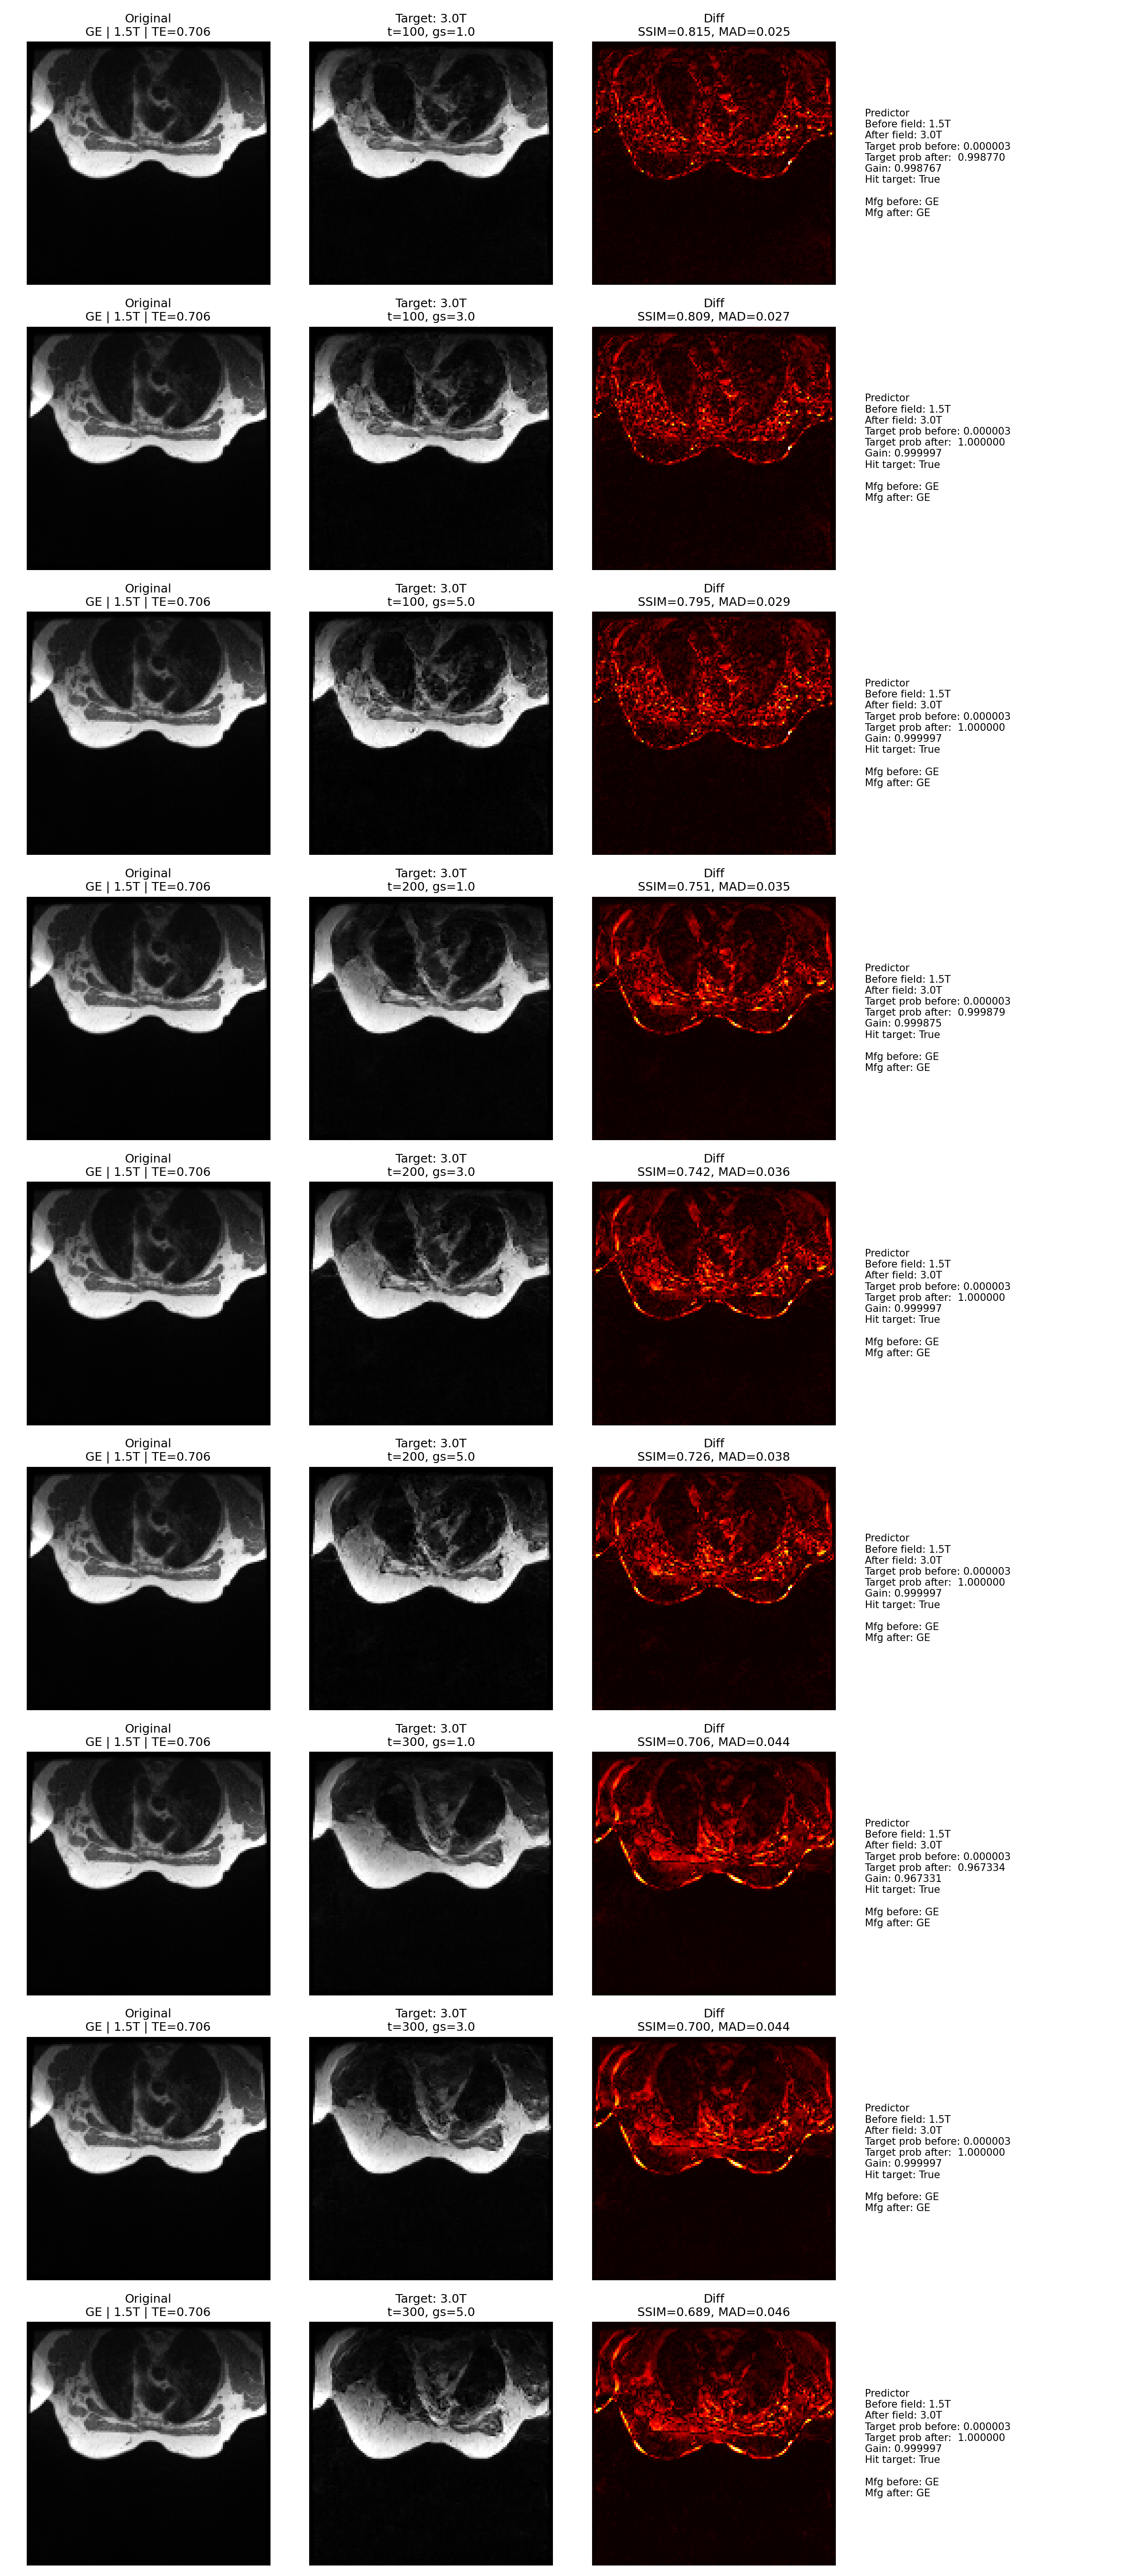 Original
GE | 1.5T | TE=0.706
Target: 3.0T
t=100, gs=1.0
Diff
SSIM=0.815, MAD=0.025
Predictor
Before field: 1.5T
After field: 3.0T
Target prob before: 0.000003
Target prob after:  0.998770
Gain: 0.998767
Hit target: True
Mfg before: GE
Mfg after: GE
Original
GE | 1.5T | TE=0.706
Target: 3.0T
t=100, gs=3.0
Diff
SSIM=0.809, MAD=0.027
Predictor
Before field: 1.5T
After field: 3.0T
Target prob before: 0.000003
Target prob after:  1.000000
Gain: 0.999997
Hit target: True
Mfg before: GE
Mfg after: GE
Original
GE | 1.5T | TE=0.706
Target: 3.0T
t=100, gs=5.0
Diff
SSIM=0.795, MAD=0.029
Predictor
Before field: 1.5T
After field: 3.0T
Target prob before: 0.000003
Target prob after:  1.000000
Gain: 0.999997
Hit target: True
Mfg before: GE
Mfg after: GE
Original
GE | 1.5T | TE=0.706
Target: 3.0T
t=200, gs=1.0
Diff
SSIM=0.751, MAD=0.035
Predictor
Before field: 1.5T
After field: 3.0T
Target prob before: 0.000003
Target prob after:  0.999879
Gain: 0.999875
Hit target: True
Mfg before: GE
Mfg after: GE
Original
GE | 1.5T | TE=0.706
Target: 3.0T
t=200, gs=3.0
Diff
SSIM=0.742, MAD=0.036
Predictor
Before field: 1.5T
After field: 3.0T
Target prob before: 0.000003
Target prob after:  1.000000
Gain: 0.999997
Hit target: True
Mfg before: GE
Mfg after: GE
Original
GE | 1.5T | TE=0.706
Target: 3.0T
t=200, gs=5.0
Diff
SSIM=0.726, MAD=0.038
Predictor
Before field: 1.5T
After field: 3.0T
Target prob before: 0.000003
Target prob after:  1.000000
Gain: 0.999997
Hit target: True
Mfg before: GE
Mfg after: GE
Original
GE | 1.5T | TE=0.706
Target: 3.0T
t=300, gs=1.0
Diff
SSIM=0.706, MAD=0.044
Predictor
Before field: 1.5T
After field: 3.0T
Target prob before: 0.000003
Target prob after:  0.967334
Gain: 0.967331
Hit target: True
Mfg before: GE
Mfg after: GE
Original
GE | 1.5T | TE=0.706
Target: 3.0T
t=300, gs=3.0
Diff
SSIM=0.700, MAD=0.044
Predictor
Before field: 1.5T
After field: 3.0T
Target prob before: 0.000003
Target prob after:  1.000000
Gain: 0.999997
Hit target: True
Mfg before: GE
Mfg after: GE
Original
GE | 1.5T | TE=0.706
Target: 3.0T
t=300, gs=5.0
Diff
SSIM=0.689, MAD=0.046
Predictor
Before field: 1.5T
After field: 3.0T
Target prob before: 0.000003
Target prob after:  1.000000
Gain: 0.999997
Hit target: True
Mfg before: GE
Mfg after: GE